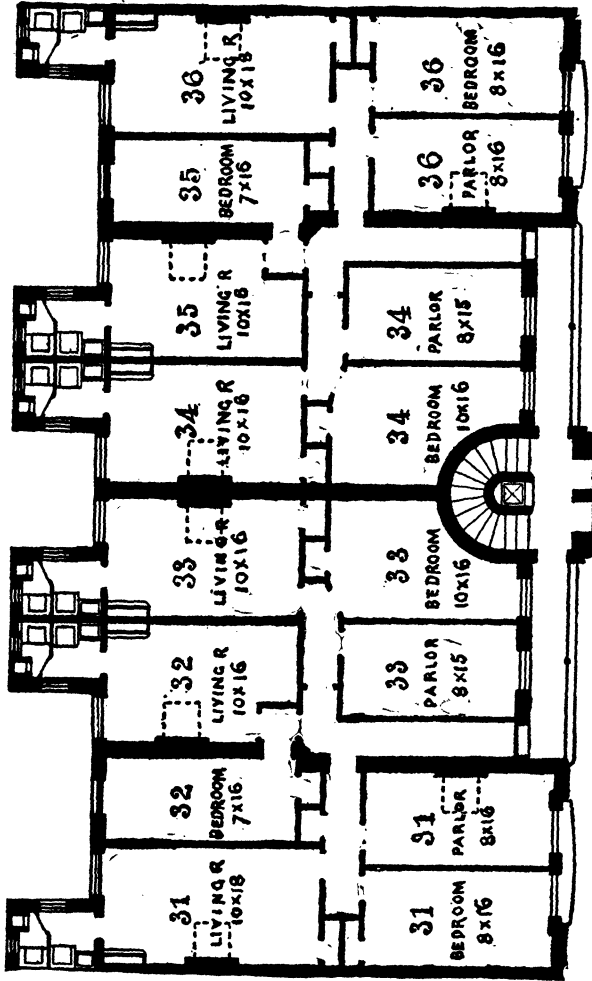 36
LIVING R
10X18
36
BEDROOM
8X16
35
BEDROOM
7X16
36
PARLOR
8X16
35
LIVING R
10X16
34
PARLOR
8X15
34
LIVING R
10X16
34
BEDROOM
10X16
33
LIVING R
10X16
33
BEDROOM
10X16
32
LIVING R
10X16
33
PARLOR
8X15
32
BEDROOM
7X16
31
PARLOR
8X16
31
LIVING R
10X18
31
BEDROOM
8X16